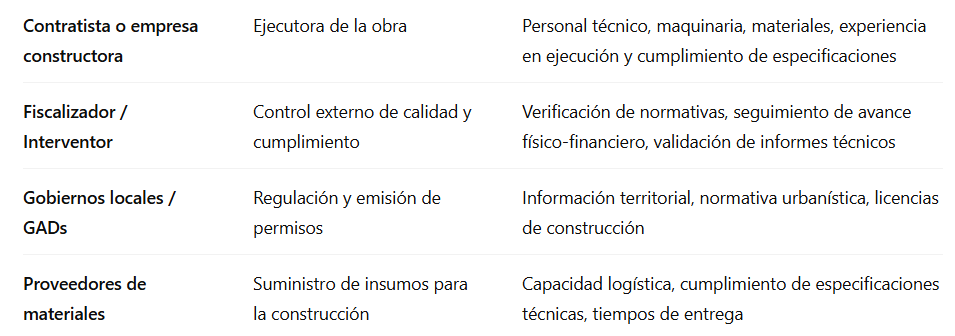 Contratista o empresa
constructora
Ejecutora de la obra
Personal técnico, maquinaria, materiales, experiencia
en ejecución y cumplimiento de especificaciones
Fiscalizador /
Interventor
Control externo de calidad y
cumplimiento
Verificación de normativas, seguimiento de avance
físico-financiero, validación de informes técnicos
Gobiernos locales /
GADs
Regulación y emisión de
permisos
Información territorial, normativa urbanística, licencias
de construcción
Proveedores de
materiales
Suministro de insumos para
la construcción
Capacidad logística, cumplimiento de especificaciones
técnicas, tiempos de entrega